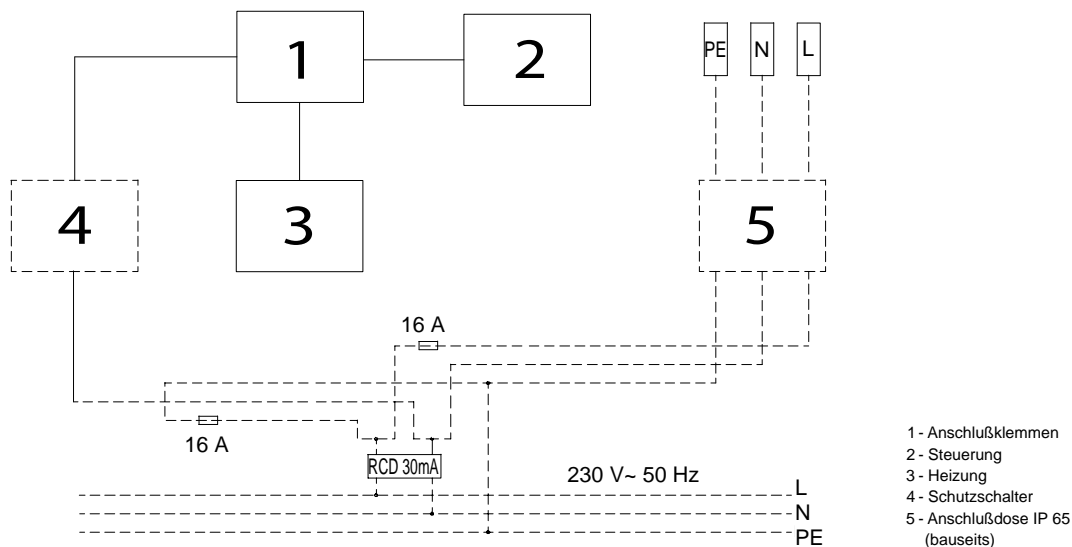 1
2
PE N L
4
3
5
16 A
16 A
RCD 30mA
230 V~ 50 Hz
L
N
PE
1 - Anschlußklemmen
2 - Steuerung
3 - Heizung
4 - Schutzschalter
5 - Anschlußdose IP 65
(bauseits)